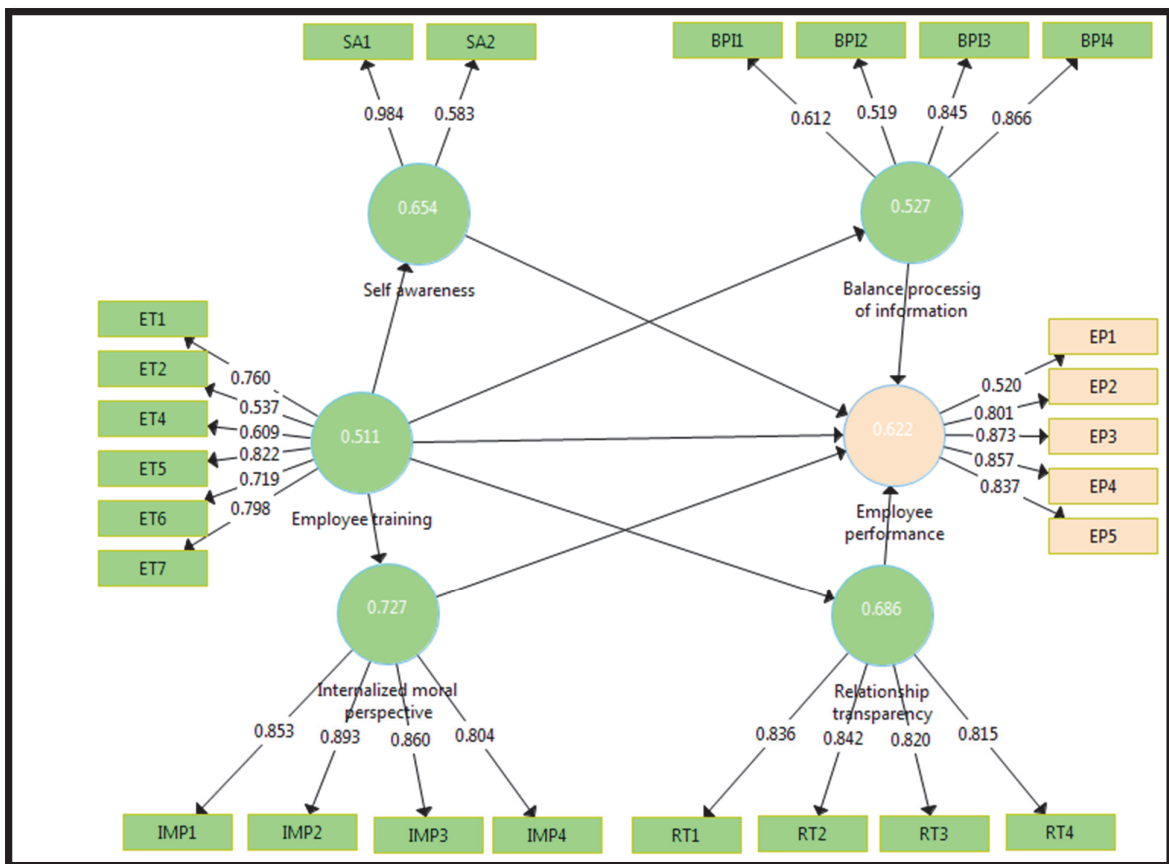 SA1
SA2
BPI1
BPI2
BPI3
BPI4
0.984
0.583
0.612
0.519
0.845
0.866
0.654
0.527
Self awareness
Balance processig
of information
ET1
ET2
ET4
ET5
ET6
ET7
0.760
0.537
0.609
0.822
0.719
0.798
0.511
Employee training
0.622
Employee
performance
0.520
0.801
0.873
0.857
0.837
EP1
EP2
EP3
EP4
EP5
0.727
Internalized moral
perspective
0.686
Relationship
transparency
0.853
0.893
0.860
0.804
0.836
0.842
0.820
0.815
IMP1
IMP2
IMP3
IMP4
RT1
RT2
RT3
RT4